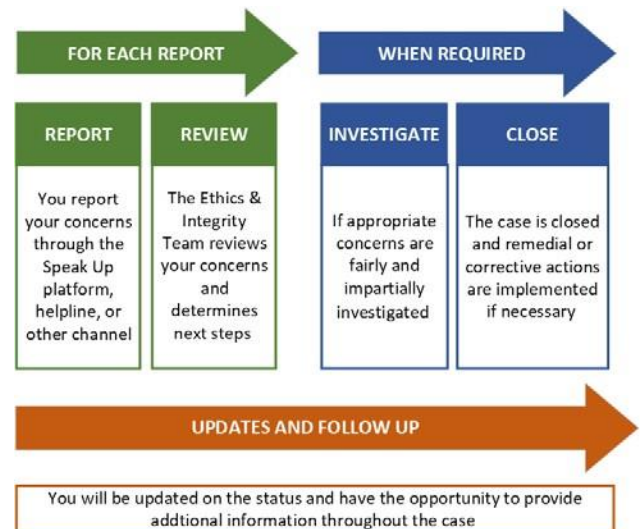 FOR EACH REPORT
WHEN REQUIRED
REPORT
You report
your concerns
through the
Speak Up
platform,
helpline, or
other channel
REVIEW
The Ethics &
Integrity
Team reviews
your concerns
and
determines
next steps
INVESTIGATE
If appropriate
concerns are
fairly and
impartially
investigated
CLOSE
The case is closed
and remedial or
corrective actions
are implemented
if necessary
UPDATES AND FOLLOW UP
You will be updated on the status and have the opportunity to provide
addtional information throughout the case